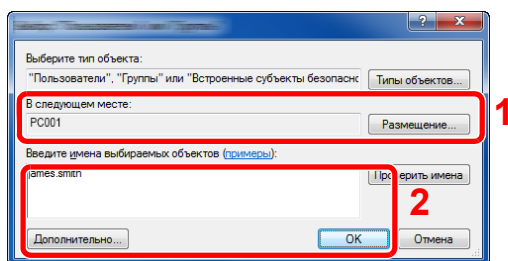 Выберите тип объекта:
"Пользователи", "Группы" или "Встроенные субъекты безопасно
Типы объектов...
В следующем месте:
PC001
Размещение...
1
Введите имена выбираемых объектов (примеры):
james.smith
Проверить имена
2
Дополнительно...
OK
Отмена